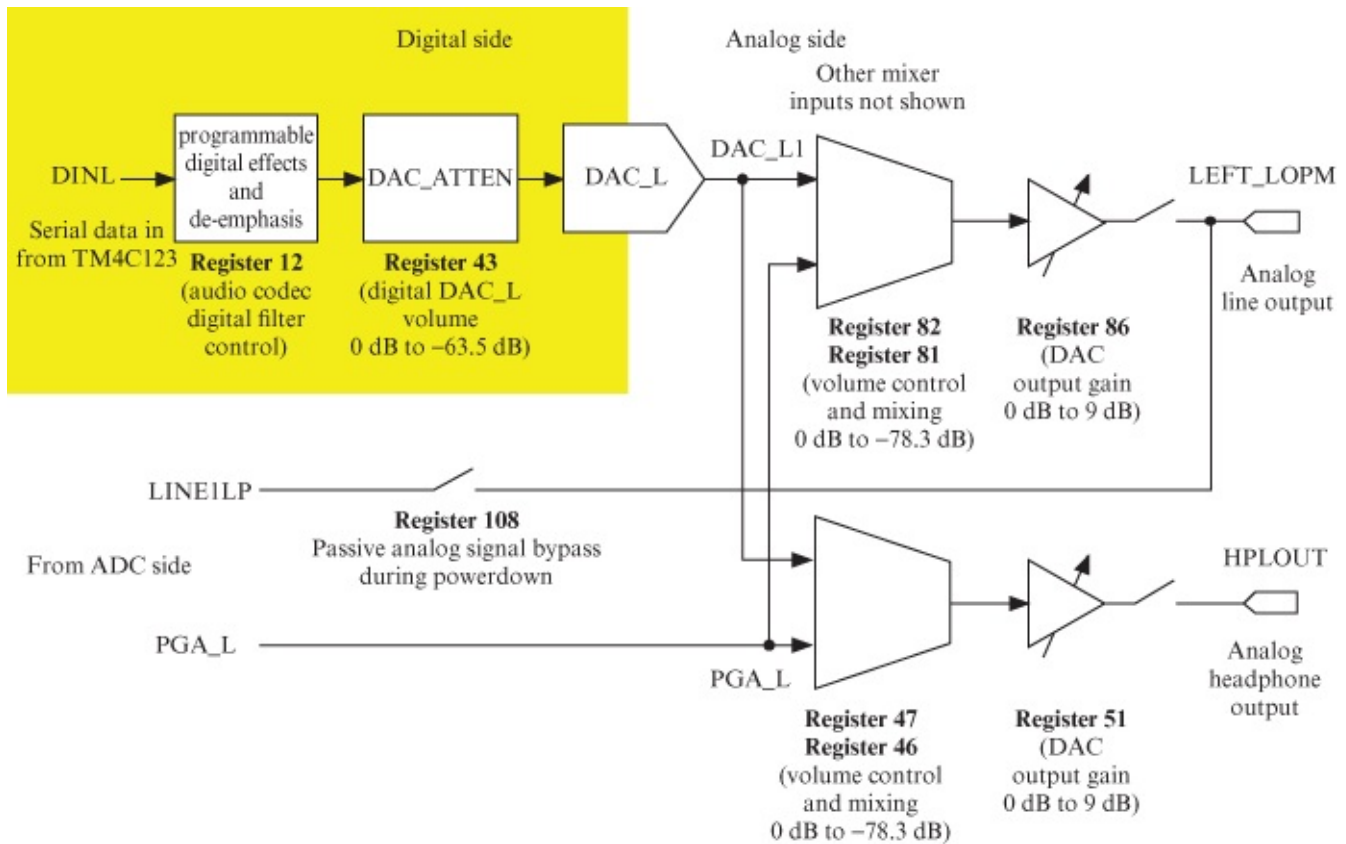 Digital side
Analog side
Other mixer
inputs not shown
programmable
digital effects
and
de-emphasis
DINL
DAC_ATTEN
DAC_L
DAC_L1
LEFT_LOPM
Serial data in
from TM4C123
Register 12
(audio codec
digital filter
control)
Register 43
(digital DAC_L
volume
0 dB to −63.5 dB)
Analog
line output
Register 82
Register 81
(volume control
and mixing
0 dB to −78.3 dB)
Register 86
(DAC
output gain
0 dB to 9 dB)
LINE1LP
Register 108
Passive analog signal bypass
during powerdown
From ADC side
HPLOUT
PGA_L
PGA_L
Analog
headphone
output
Register 47
Register 46
(volume control
and mixing
0 dB to −78.3 dB)
Register 51
(DAC
output gain
0 dB to 9 dB)